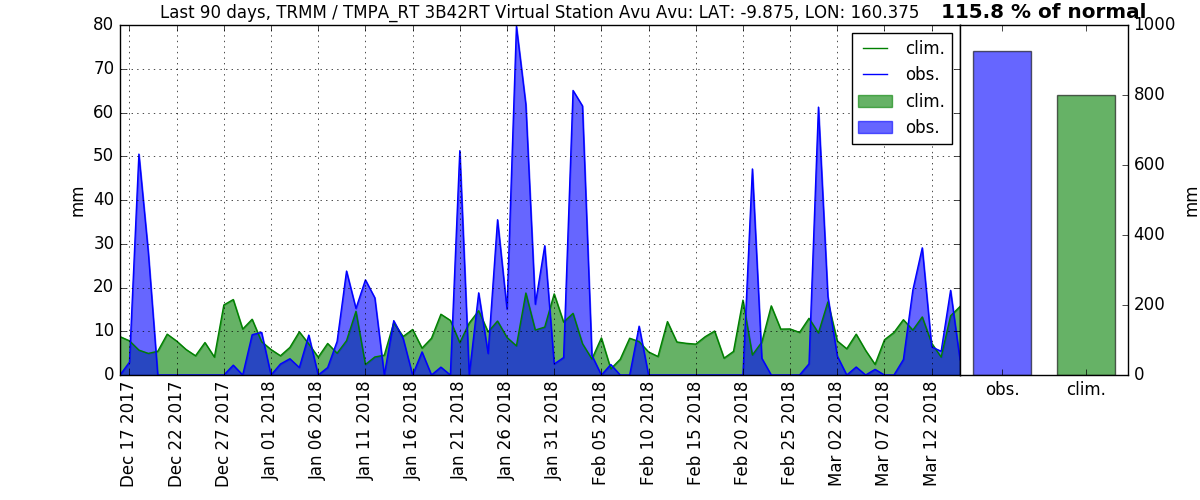 Last 90 days, TRMM / TMPA_RT 3B42RT Virtual Station Avu Avu: LAT: -9.875, LON: 160.375
115.8 % of normal
80
70
60
50
40
30
20
10
0
mm
clim.
obs.
clim.
obs.
1000
800
600
400
200
0
mm
obs.
clim.
Dec 17 2017
Dec 22 2017
Dec 27 2017
Jan 01 2018
Jan 06 2018
Jan 11 2018
Jan 16 2018
Jan 21 2018
Jan 26 2018
Jan 31 2018
Feb 05 2018
Feb 10 2018
Feb 15 2018
Feb 20 2018
Feb 25 2018
Mar 02 2018
Mar 07 2018
Mar 12 2018